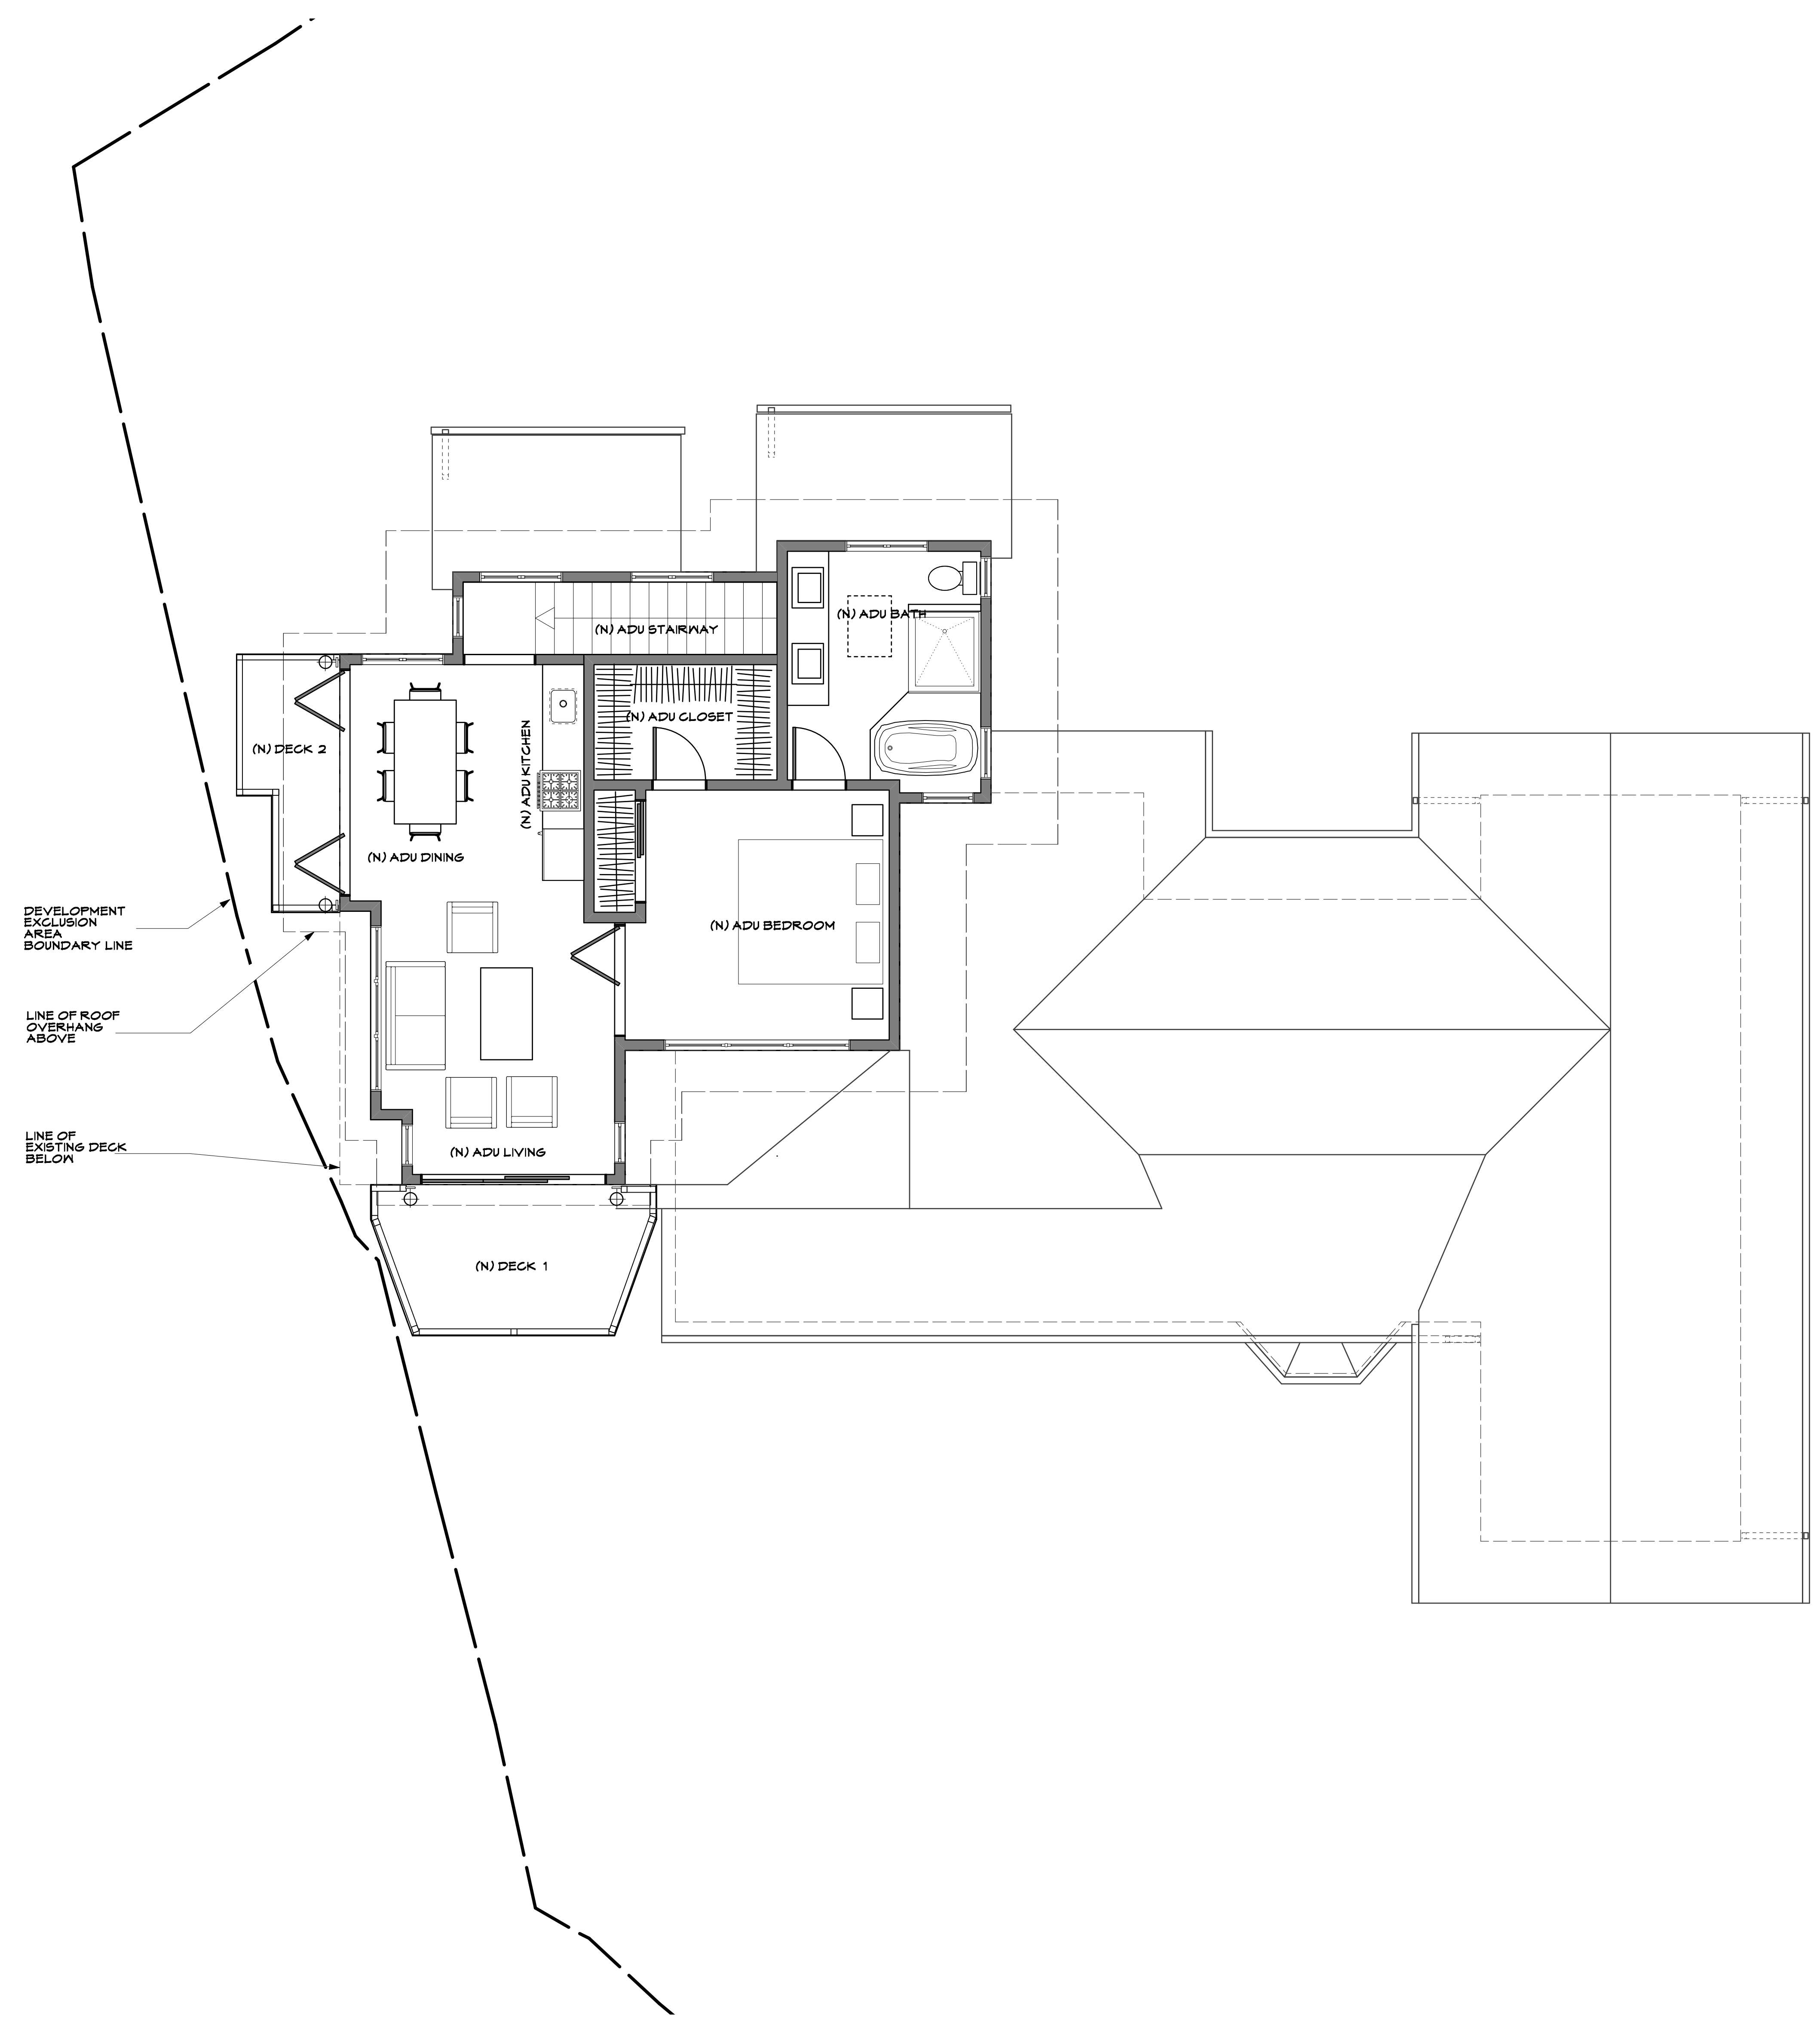 (N) ADU STAIRWAY
(N) ADU BATH
(N) ADU CLOSET
(N) DECK 2
(N) ADU KITCHEN
(N) ADU DINING
(N) ADU BEDROOM
DEVELOPMENT
EXCLUSION
AREA
BOUNDARY LINE
LINE OF ROOF
OVERHANG
ABOVE
LINE OF
EXISTING DECK
BELOW
(N) ADU LIVING
(N) DECK 1